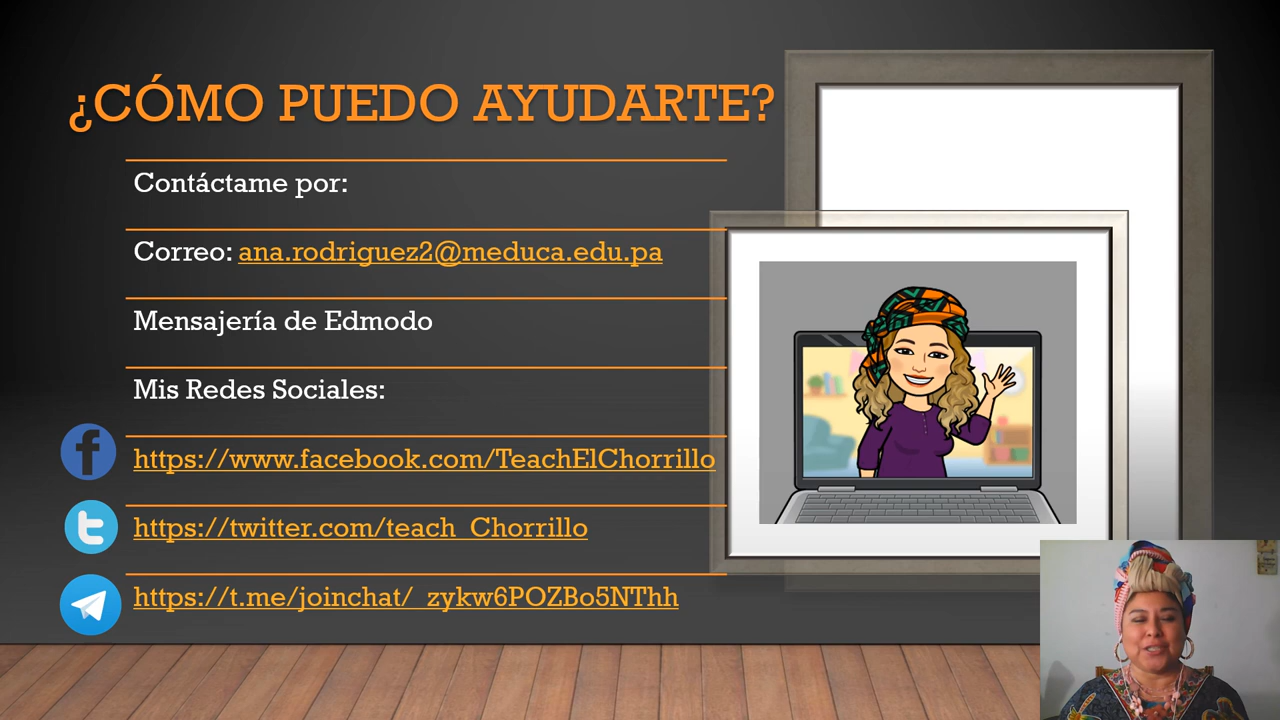 ¿CÓMO PUEDO AYUDARTE?
Contáctame por:
Correo: ana.rodriguez2@meduca.edu.pa
Mensajería de Edmodo
Mis Redes Sociales:
https://www.facebook.com/TeachElChorrillo
https://twitter.com/teach_Chorrillo
https://t.me/joinchat/_zykw6POZBo5NThh